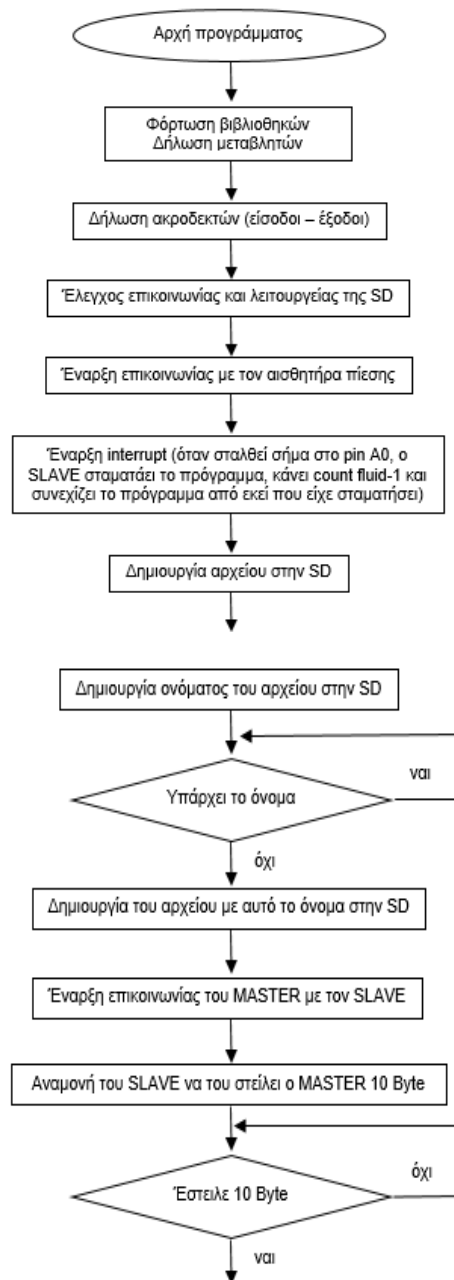 Αρχή προγράμματος
Φόρτωση βιβλιοθηκών
Δήλωση μεταβλητών
Δήλωση ακροδεκτών (είσοδοι – έξοδοι)
Έλεγχος επικοινωνίας και λειτουργείας της SD
Έναρξη επικοινωνίας με τον αισθητήρα πίεσης
Έναρξη interrupt (όταν σταλθεί σήμα στο pin A0, ο
SLAVE σταματάει το πρόγραμμα, κάνει count fluid-1 και
συνεχίζει το πρόγραμμα από εκεί που είχε σταματήσει)
Δημιουργία αρχείου στην SD
Δημιουργία ονόματος του αρχείου στην SD
Υπάρχει το όνομα
ναι
όχι
Δημιουργία του αρχείου με αυτό το όνομα στην SD
Έναρξη επικοινωνίας του MASTER με τον SLAVE
Αναμονή του SLAVE να του στείλει ο MASTER 10 Byte
Έστειλε 10 Byte
όχι
ναι